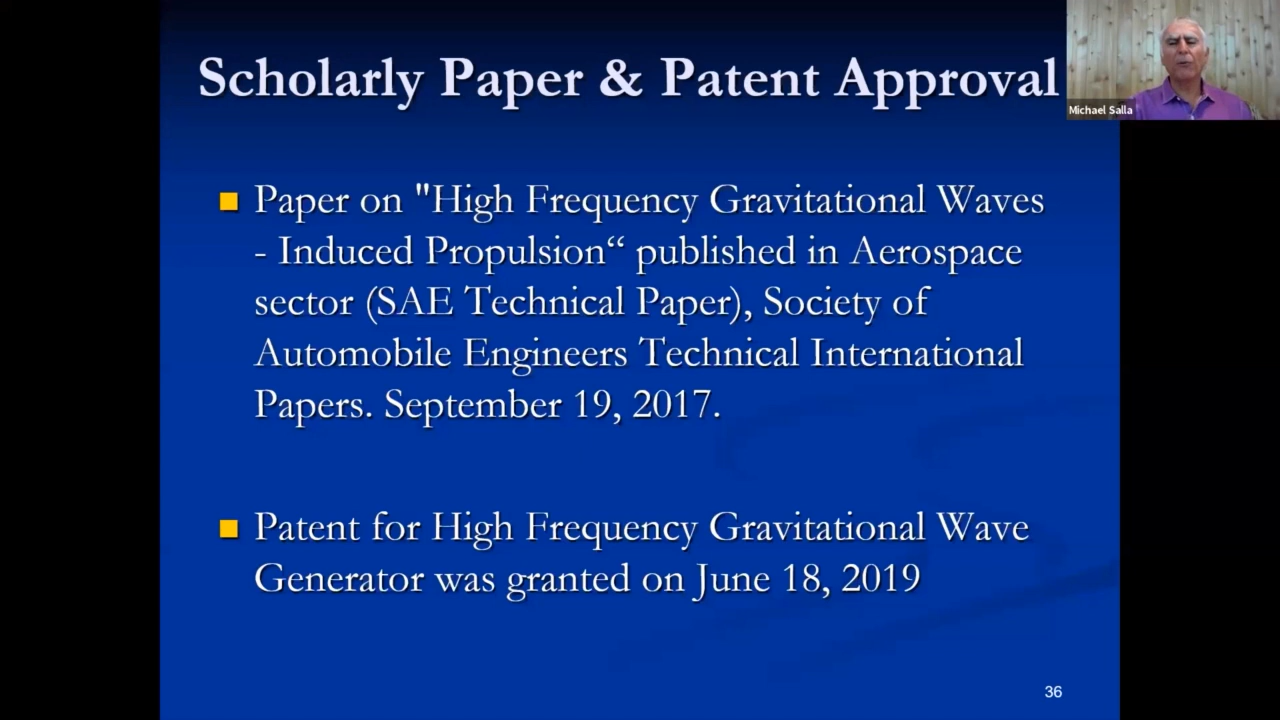 Scholarly Paper & Patent Approval
Michael Salla
Paper on "High Frequency Gravitational Waves
- Induced Propulsion“ published in Aerospace
sector (SAE Technical Paper), Society of
Automobile Engineers Technical International
Papers. September 19, 2017.
Patent for High Frequency Gravitational Wave
Generator was granted on June 18, 2019
36